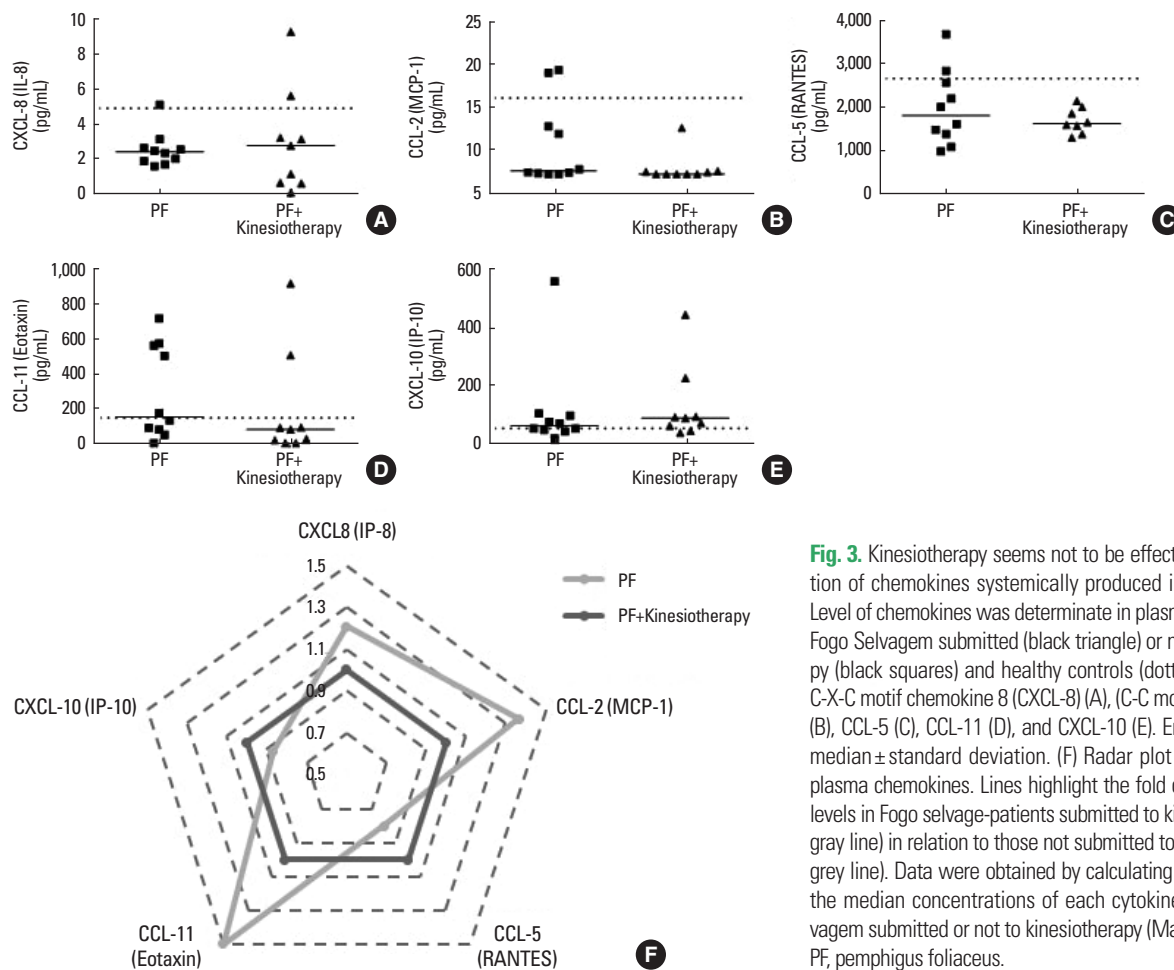 10
8
6
4
2
0
CXCL-8 (IL-8)
(pg/mL)
PF
PF+
Kinesiotherapy
A
25
20
15
10
5
CCL-2 (MCP-1)
(pg/mL)
PF
PF+
Kinesiotherapy
B
4,000
3,000
2,000
1,000
0
CCL-5 (RANTES)
(pg/mL)
PF
PF+
Kinesiotherapy
C
1,000
800
600
400
200
0
CCL-11 (Eotaxin)
(pg/mL)
PF
PF+
Kinesiotherapy
D
600
400
200
0
CXCL-10 (IP-10)
(pg/mL)
PF
PF+
Kinesiotherapy
E
CXCL8 (IP-8)
1.5
1.3
1.1
0.9
0.7
0.5
PF
PF+Kinesiotherapy
CXCL-10 (IP-10)
CCL-2 (MCP-1)
CCL-11
(Eotaxin)
CCL-5
(RANTES)
F
Fig. 3. Kinesiotherapy seems not to be effect
tion of chemokines systemically produced i
Level of chemokines was determinate in plasm
Fogo Selvagem submitted (black triangle) or n
py (black squares) and healthy controls (dott
C-X-C motif chemokine 8 (CXCL-8) (A), (C-C mo
(B), CCL-5 (C), CCL-11 (D), and CXCL-10 (E). Er
median ± standard deviation. (F) Radar plot
plasma chemokines. Lines highlight the fold c
levels in Fogo selvage-patients submitted to ki
gray line) in relation to those not submitted to
grey line). Data were obtained by calculating
the median concentrations of each cytokine
vagem submitted or not to kinesiotherapy (Ma
PF, pemphigus foliaceus.